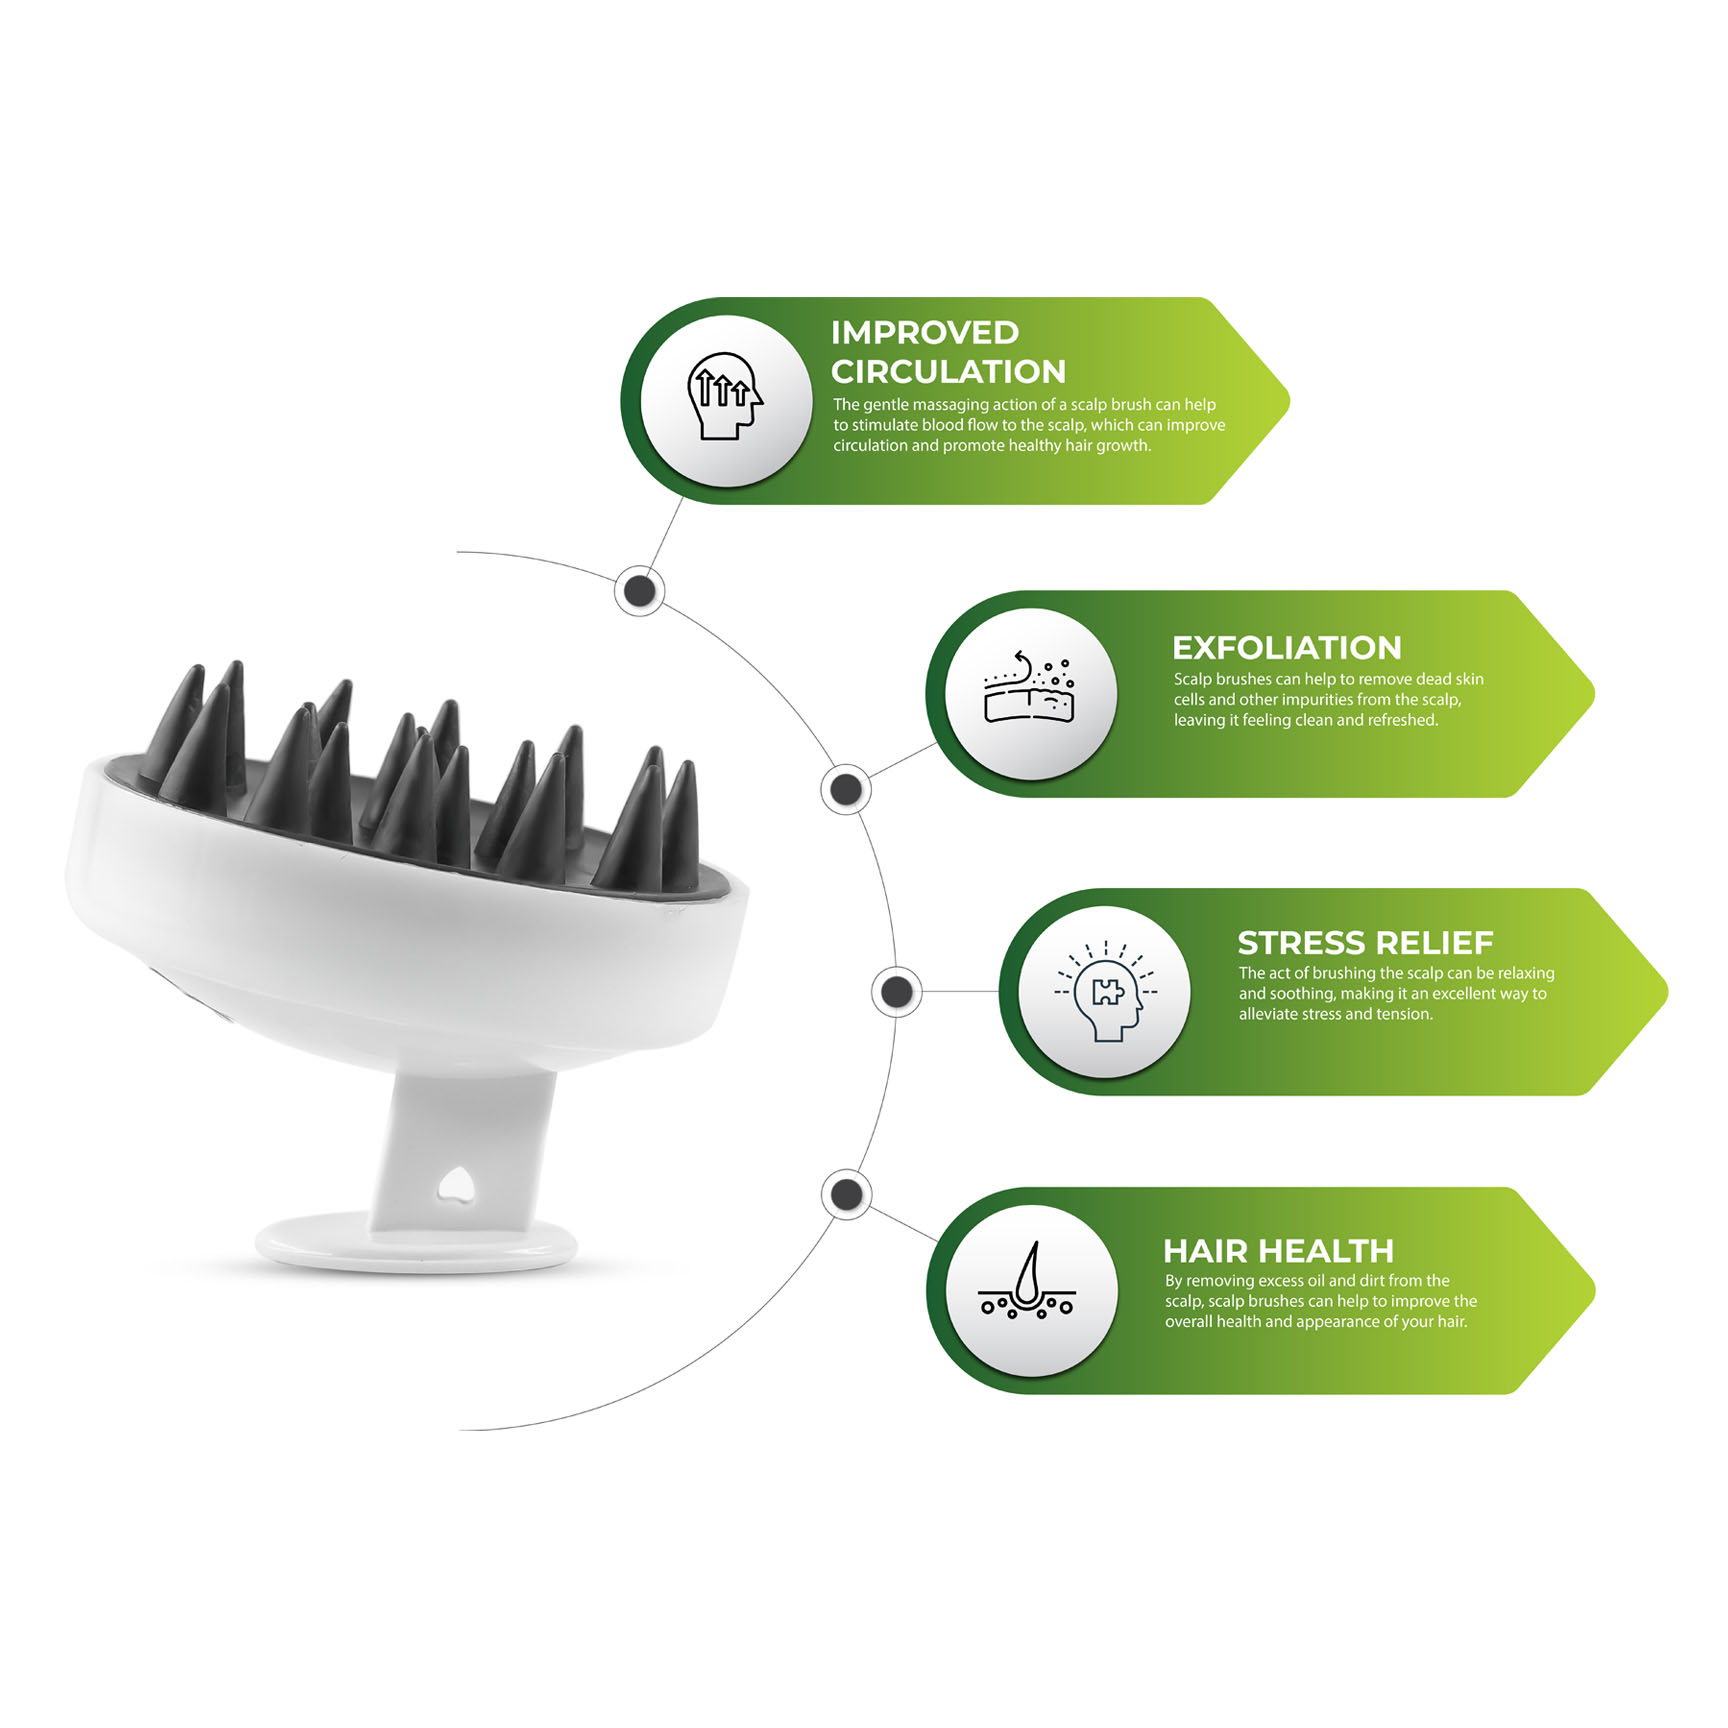 IMPROVED
CIRCULATION
The gentle massaging action of a scalp brush can help
to stimulate blood flow to the scalp, which can improve
circulation and promote healthy hair growth.
EXFOLIATION
Scalp brushes can help to remove dead skin
cells and other impurities from the scalp,
leaving it feeling clean and refreshed.
STRESS RELIEF
The act of brushing the scalp can be relaxing
and soothing, making it an excellent way to
alleviate stress and tension.
HAIR HEALTH
By removing excess oil and dirt from the
scalp, scalp brushes can help to improve the
overall health and appearance of your hair.